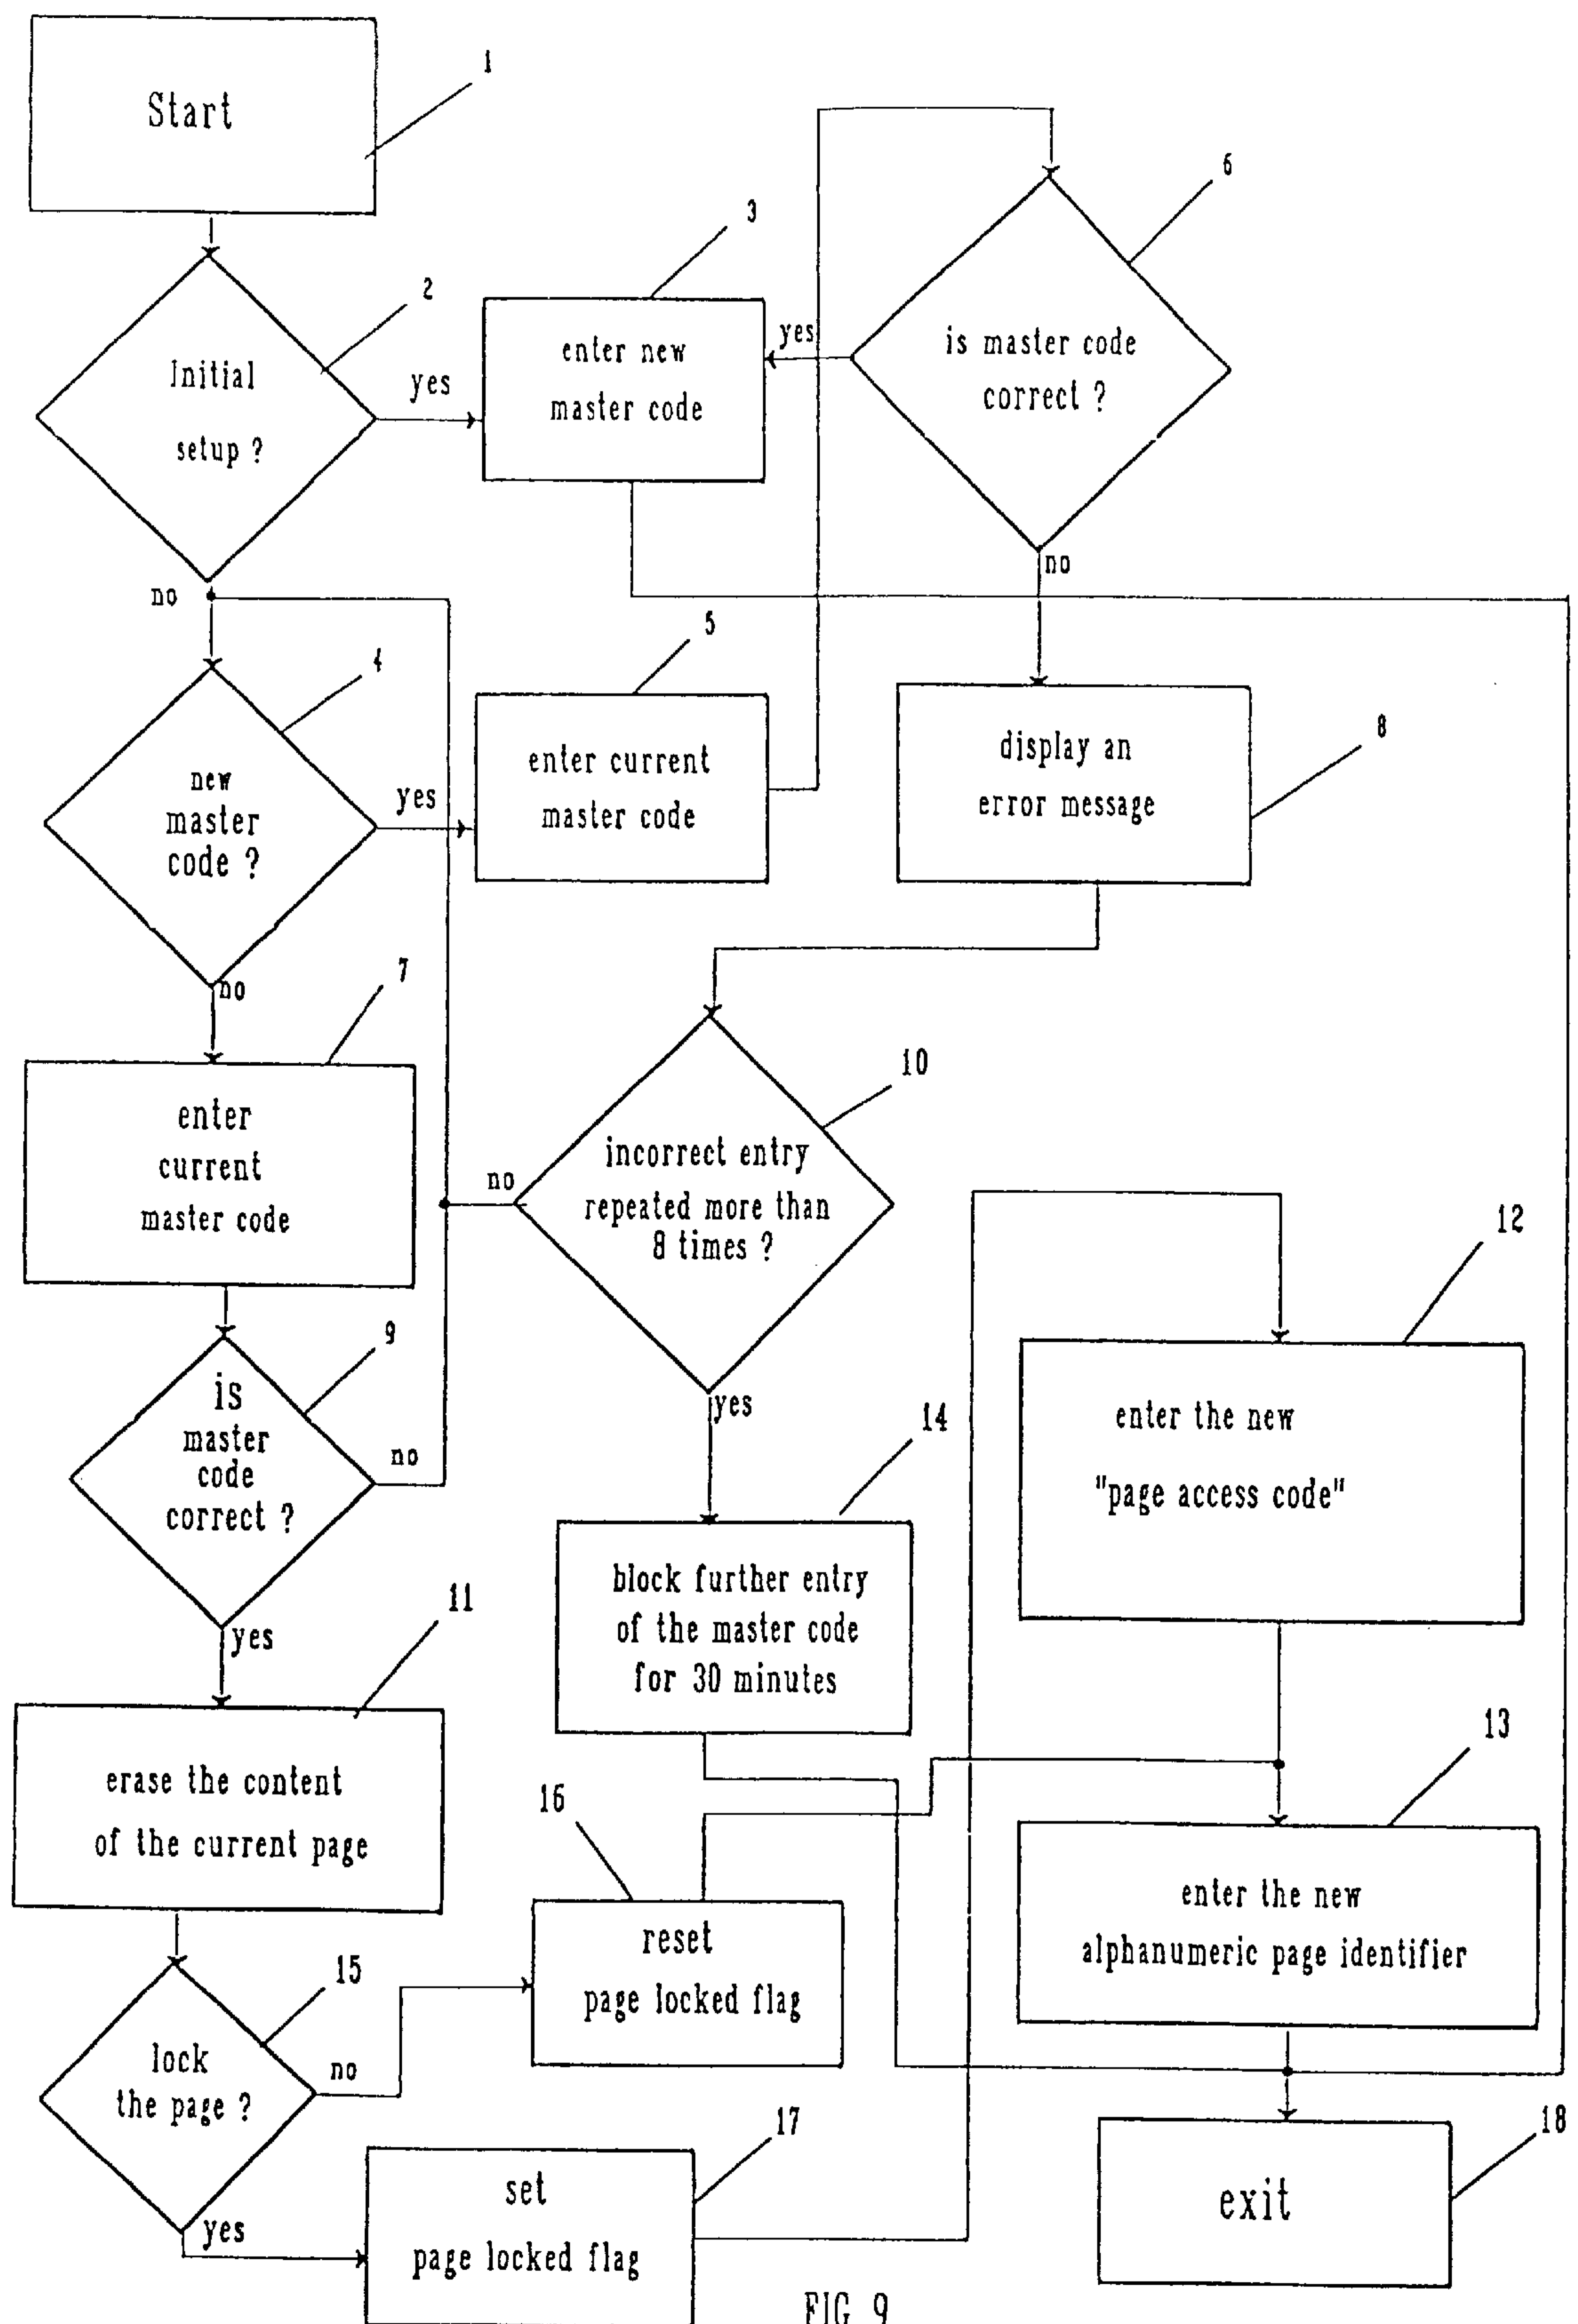 Start
1
Initial
setup ?
2
yes
enter new
master code
3
yes
is master code
correct ?
6
no
no
new
master
code ?
4
yes
enter current
master code
5
display an
error message
8
no
enter
current
master code
7
incorrect entry
repeated more than
8 times ?
10
no
yes
is
master
code
correct ?
9
no
yes
block further entry
of the master code
for 30 minutes
14
enter the new
"page access code"
12
erase the content
of the current page
11
enter the new
alphanumeric page identifier
13
reset
page locked flag
16
lock
the page ?
15
no
yes
set
page locked flag
17
exit
18
FIG 9